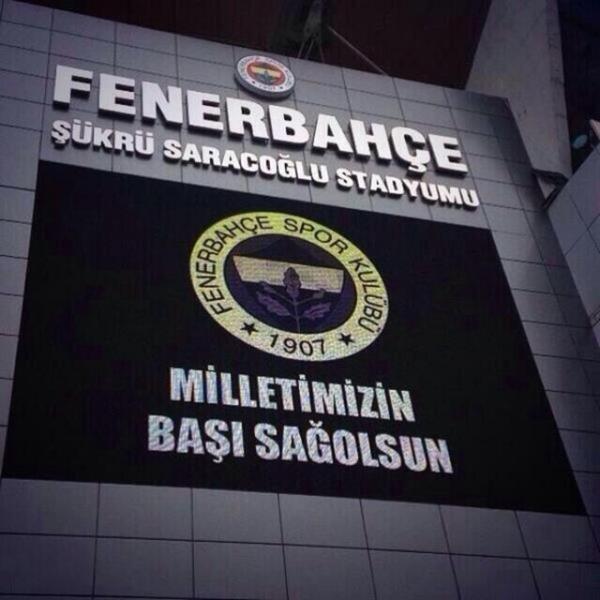 FENERBAHÇE
ŞÜKRÜ SARACOĞLU STADYUMU
FENERBAHÇE SPOR KULÜBÜ
★ 1907 ★
MİLLETİMİZİN
BAŞI SAĞOLSUN